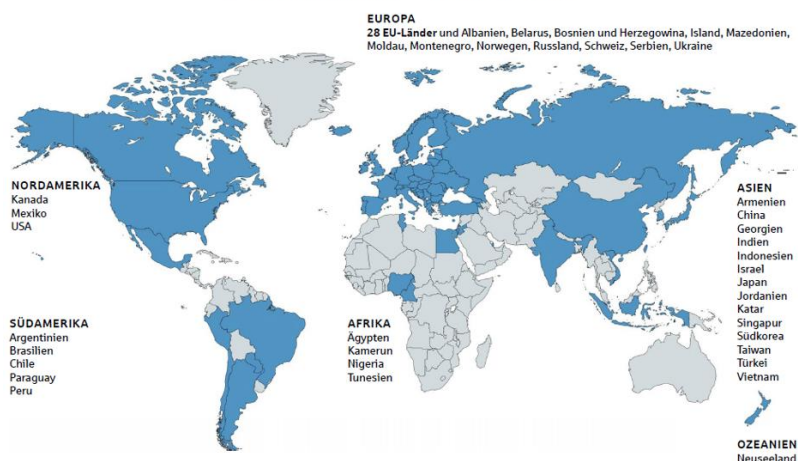 EUROPA
28 EU-Länder und Albanien, Belarus, Bosnien und Herzegowina, Island, Mazedonien,
Moldau, Montenegro, Norwegen, Russland, Schweiz, Serbien, Ukraine
NORDAMERIKA
Kanada
Mexiko
USA
SÜDAMERIKA
Argentinien
Brasilien
Chile
Paraguay
Peru
AFRIKA
Ägypten
Kamerun
Nigeria
Tunesien
ASIEN
Armenien
China
Georgien
Indien
Indonesien
Israel
Japan
Jordanien
Katar
Singapur
Südkorea
Taiwan
Türkei
Vietnam
OZEANIEN
Neuseeland